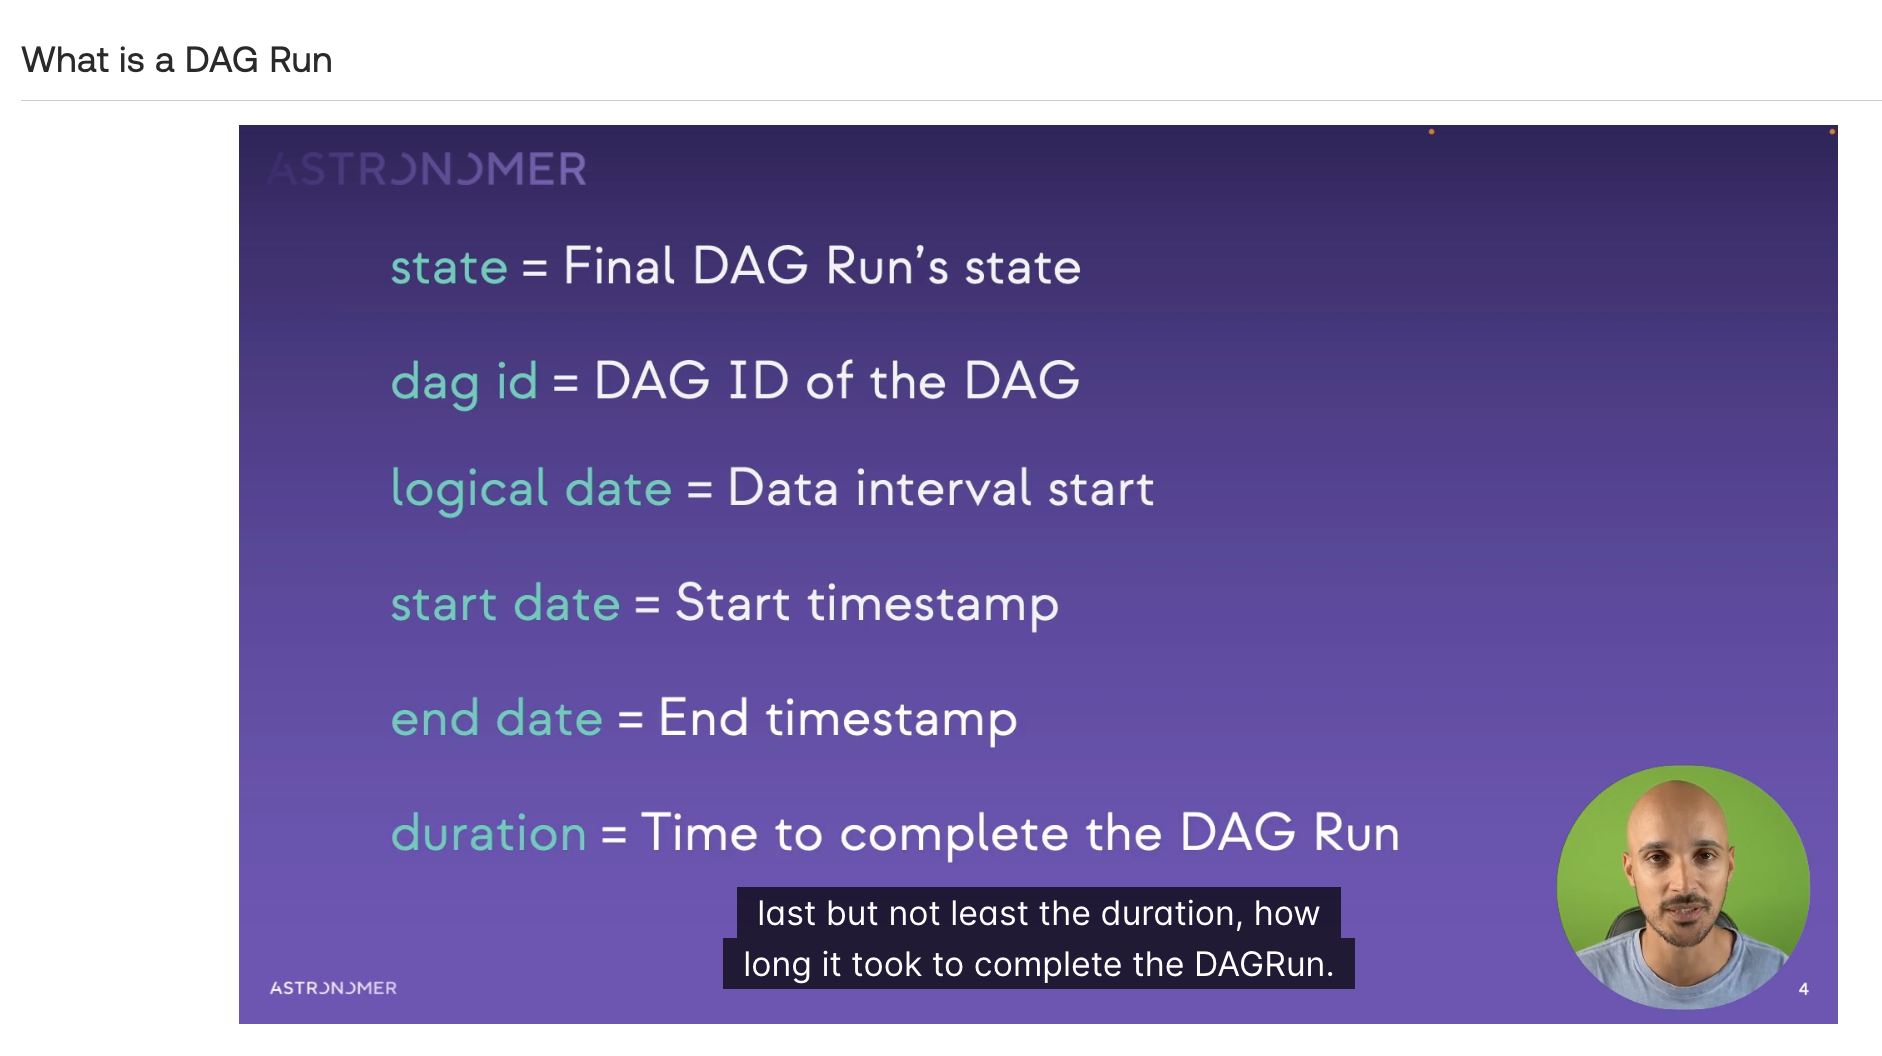 What is a DAG Run
ASTRONOMER
state = Final DAG Run's state
dag id = DAG ID of the DAG
logical date = Data interval start
start date = Start timestamp
end date = End timestamp
duration = Time to complete the DAG Run
last but not least the duration, how
long it took to complete the DAGRun.
ASTRONOMER
4